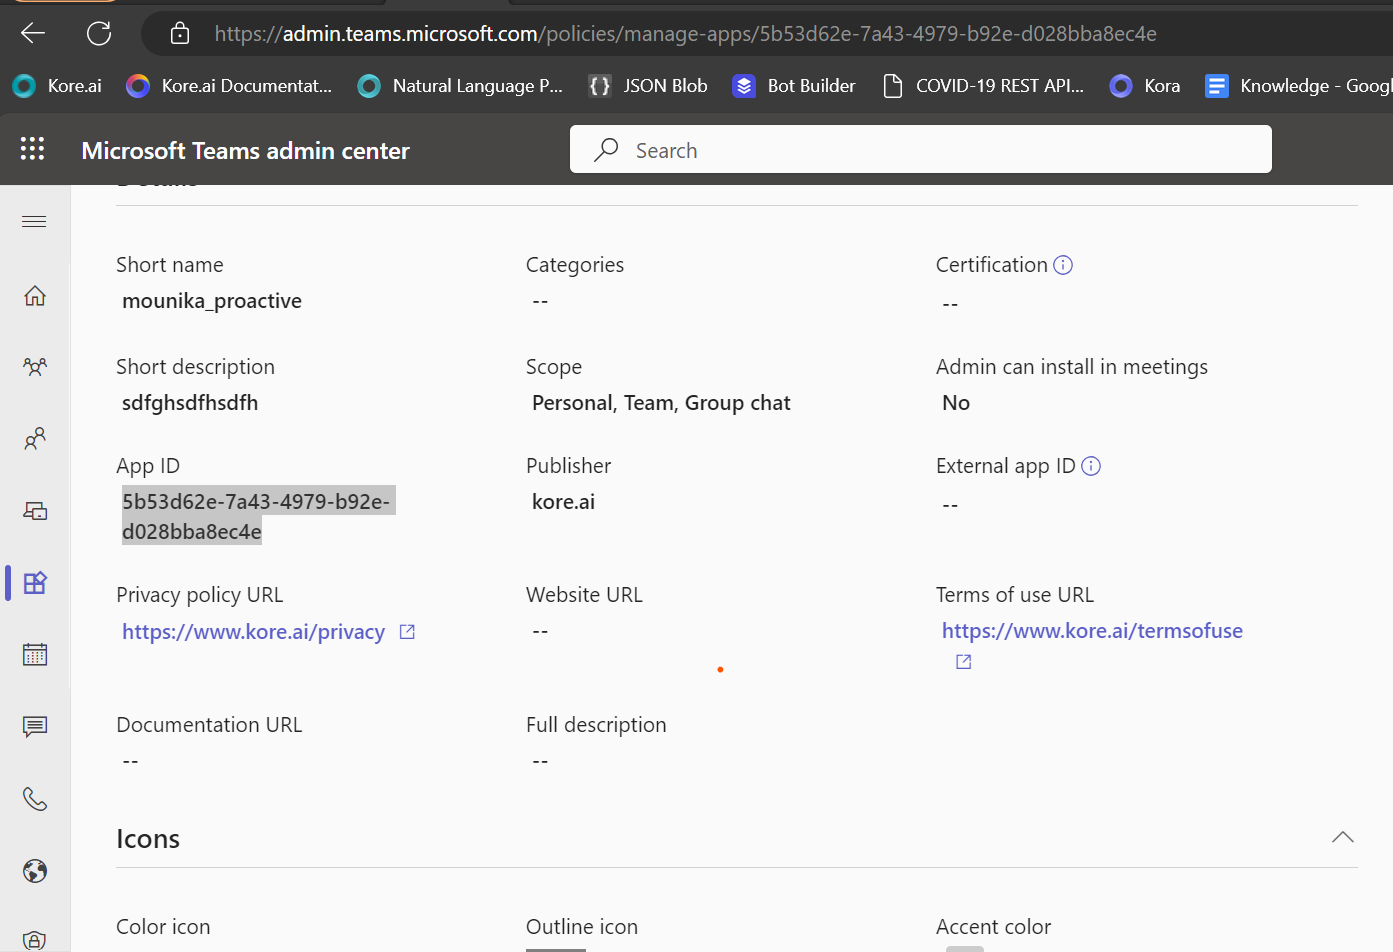 https://admin.teams.microsoft.com/policies/manage-apps/5b53d62e-7a43-4979-b92e-d028bba8ec4e
Kore.ai Kore.ai Documentat... Natural Language P... JSON Blob Bot Builder COVID-19 REST API... Kora Knowledge - Googl
Microsoft Teams admin center Search
Details
Short name Categories Certification
mounika_proactive -- --
Short description Scope Admin can install in meetings
sdfghsdfhsdfh Personal, Team, Group chat No
App ID Publisher External app ID
5b53d62e-7a43-4979-b92e- kore.ai --
d028bba8ec4e
Privacy policy URL Website URL Terms of use URL
https://www.kore.ai/privacy -- https://www.kore.ai/termsofuse
Documentation URL Full description
-- --
Icons
Color icon Outline icon Accent color